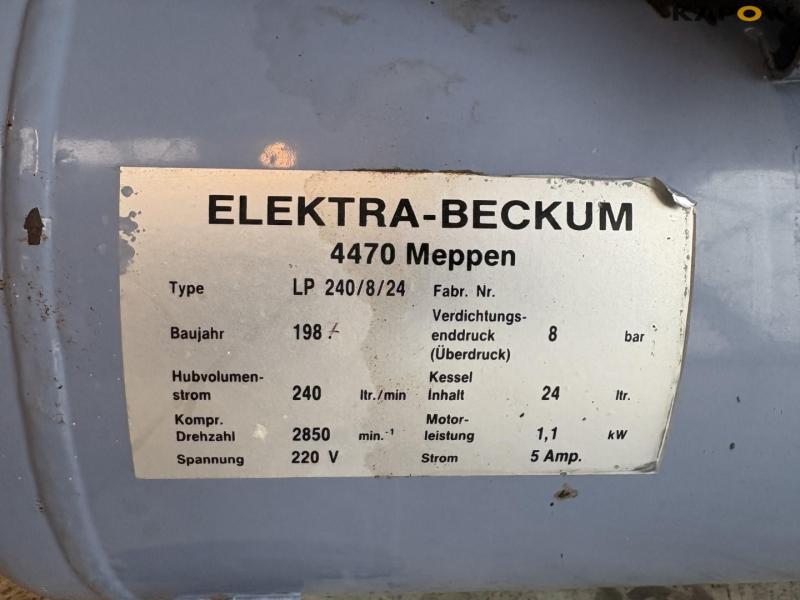 KAPOW
ELEKTRA-BECKUM
4470 Meppen
Type LP 240/8/24 Fabr. Nr.
Baujahr 198 Verdichtungs-
enddruck 8 bar
(Überdruck)
Hubvolumen- Kessel
strom 240 ltr./min Inhalt 24 ltr.
Kompr. Motor-
Drehzahl 2850 min.⁻¹ leistung 1,1 kW
Spannung 220 V Strom 5 Amp.